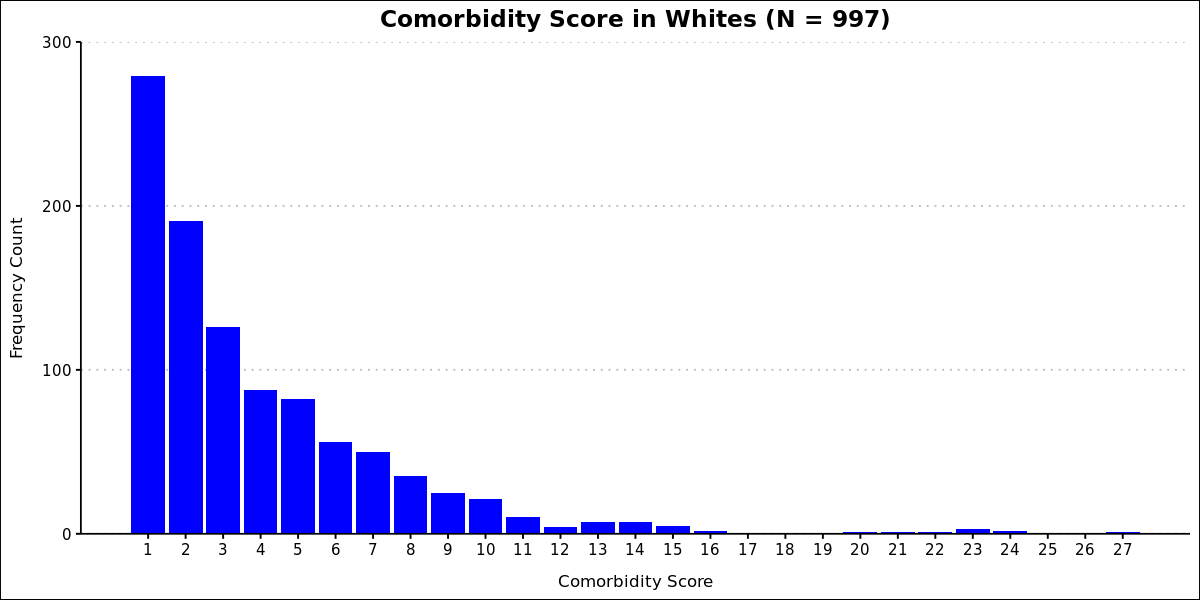 Comorbidity Score in Whites (N = 997)
Frequency Count
300
200
100
0
1 2 3 4 5 6 7 8 9 10 11 12 13 14 15 16 17 18 19 20 21 22 23 24 25 26 27
Comorbidity Score